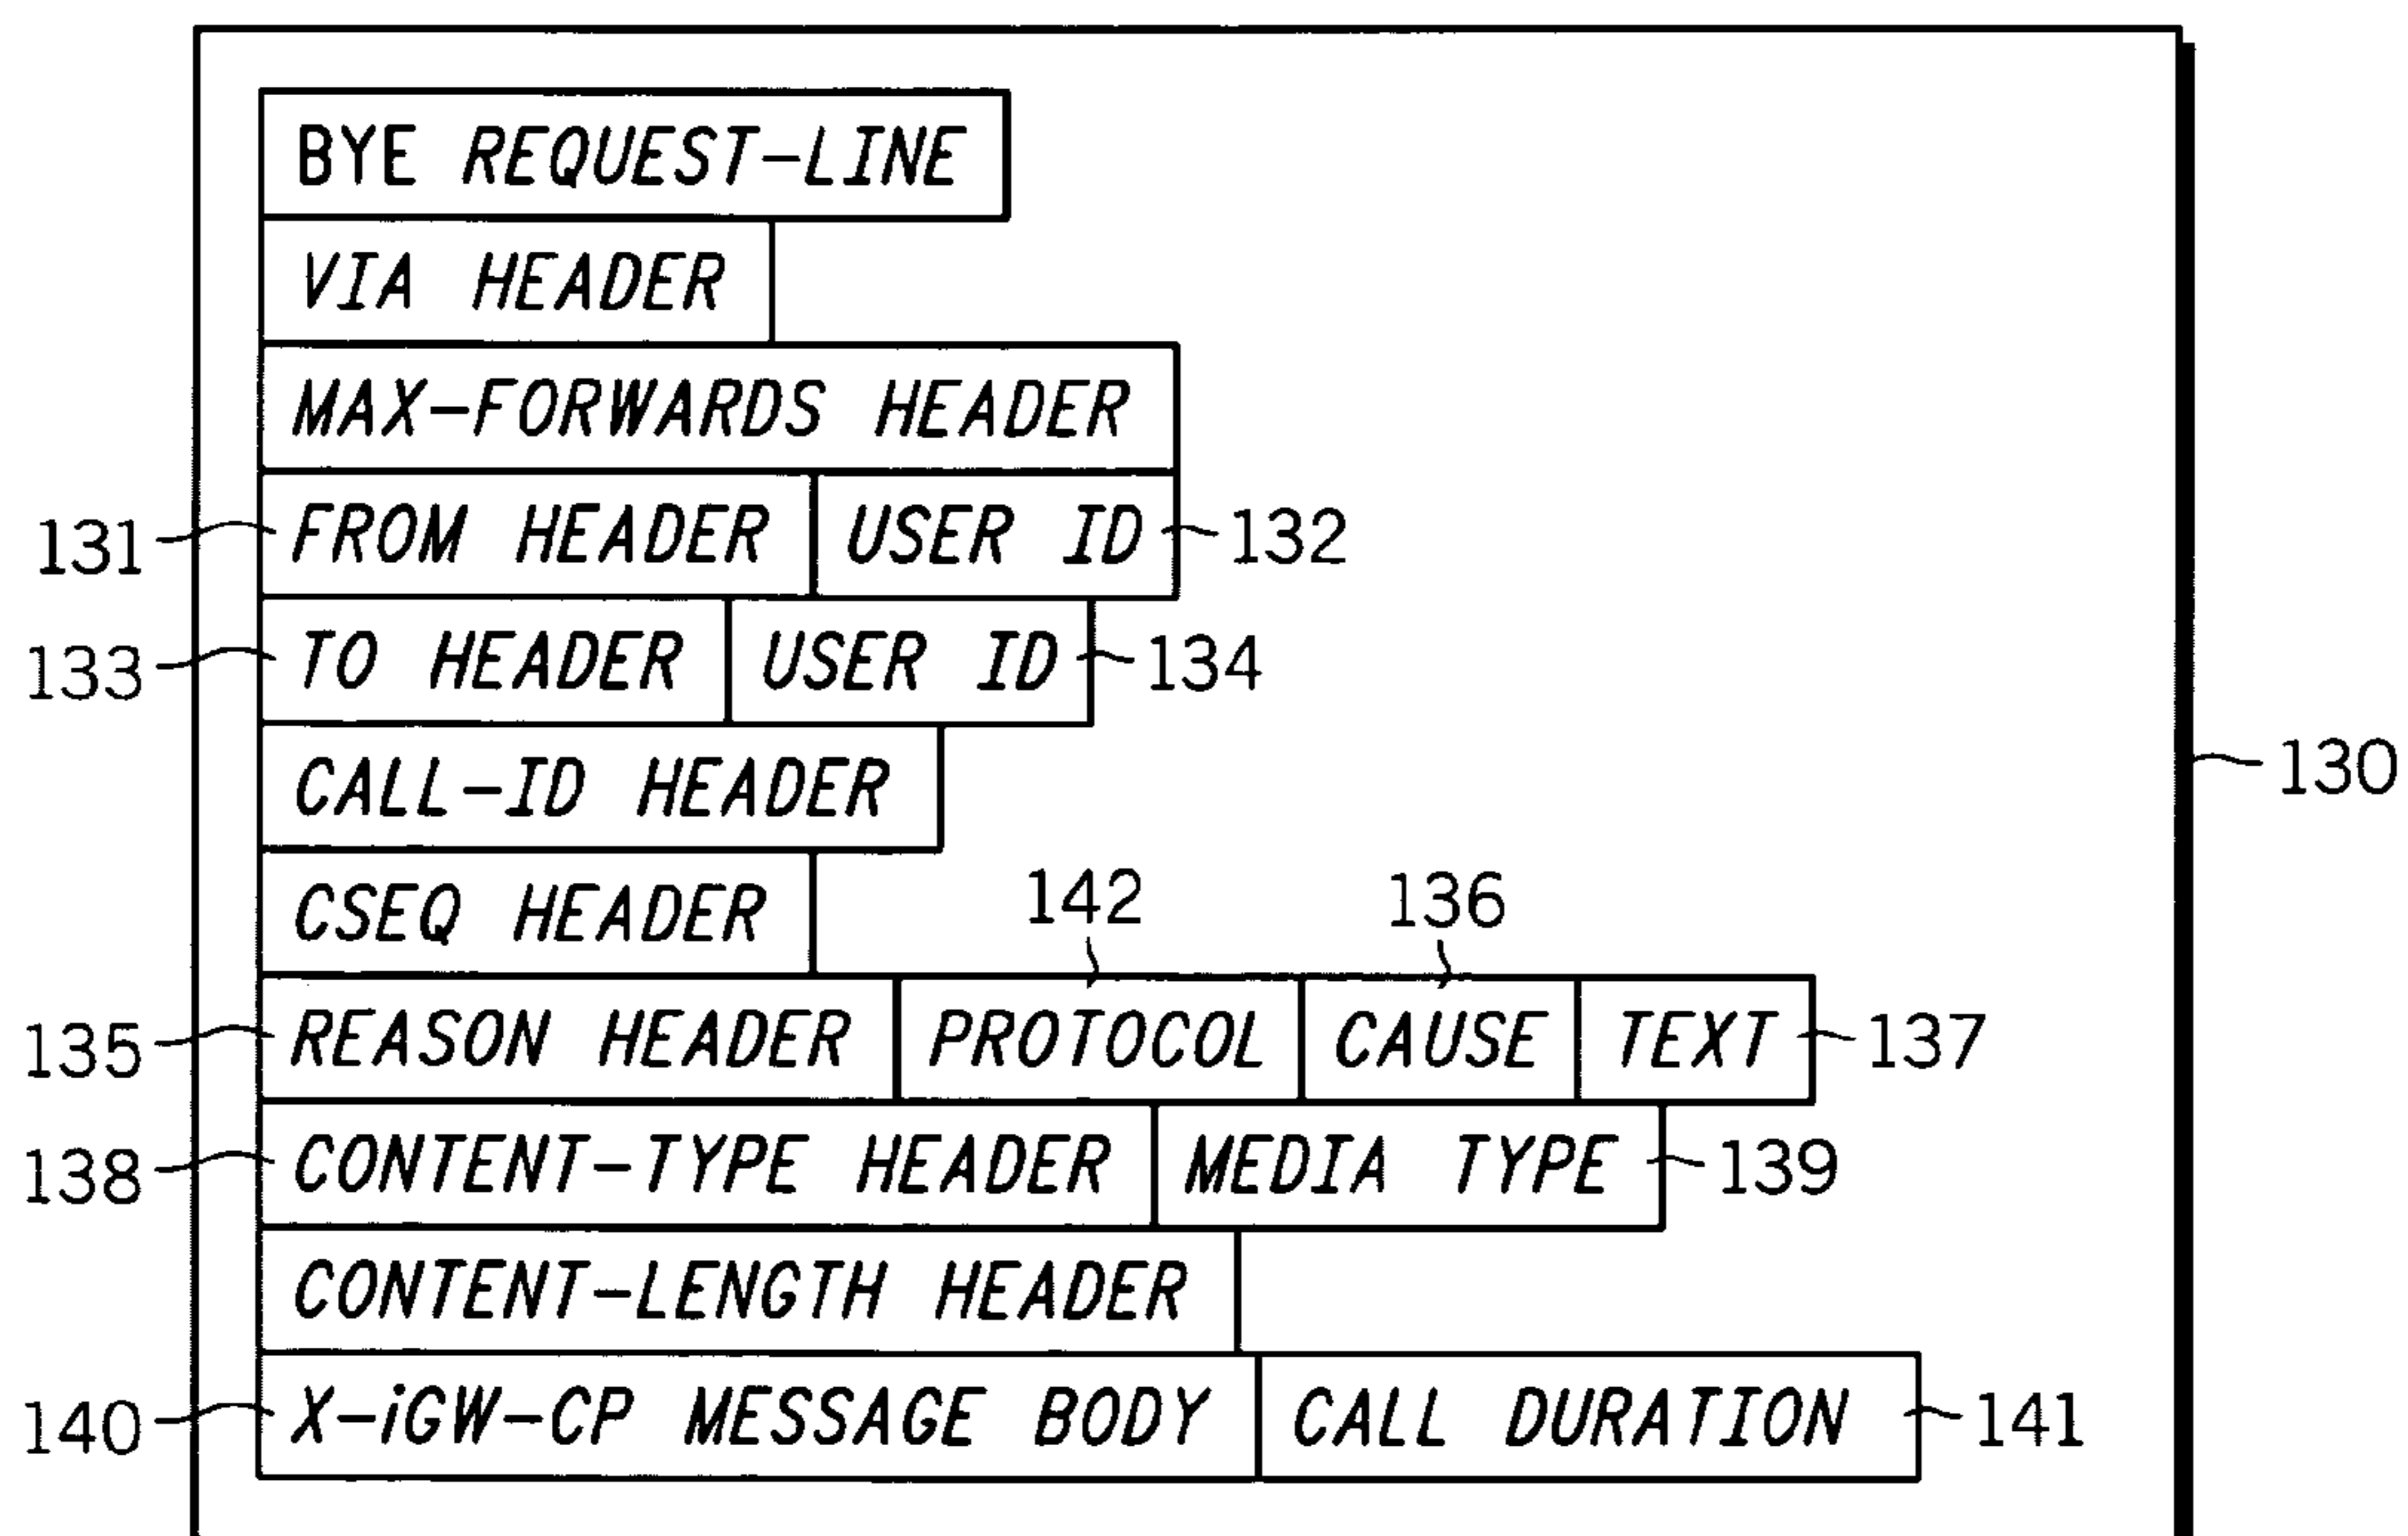 BYE REQUEST-LINE
VIA HEADER
MAX-FORWARDS HEADER
131 FROM HEADER USER ID 132
133 TO HEADER USER ID 134
CALL-ID HEADER
130
CSEQ HEADER
142 136
135 REASON HEADER PROTOCOL CAUSE TEXT 137
138 CONTENT-TYPE HEADER MEDIA TYPE 139
CONTENT-LENGTH HEADER
140 X-iGW-CP MESSAGE BODY CALL DURATION 141